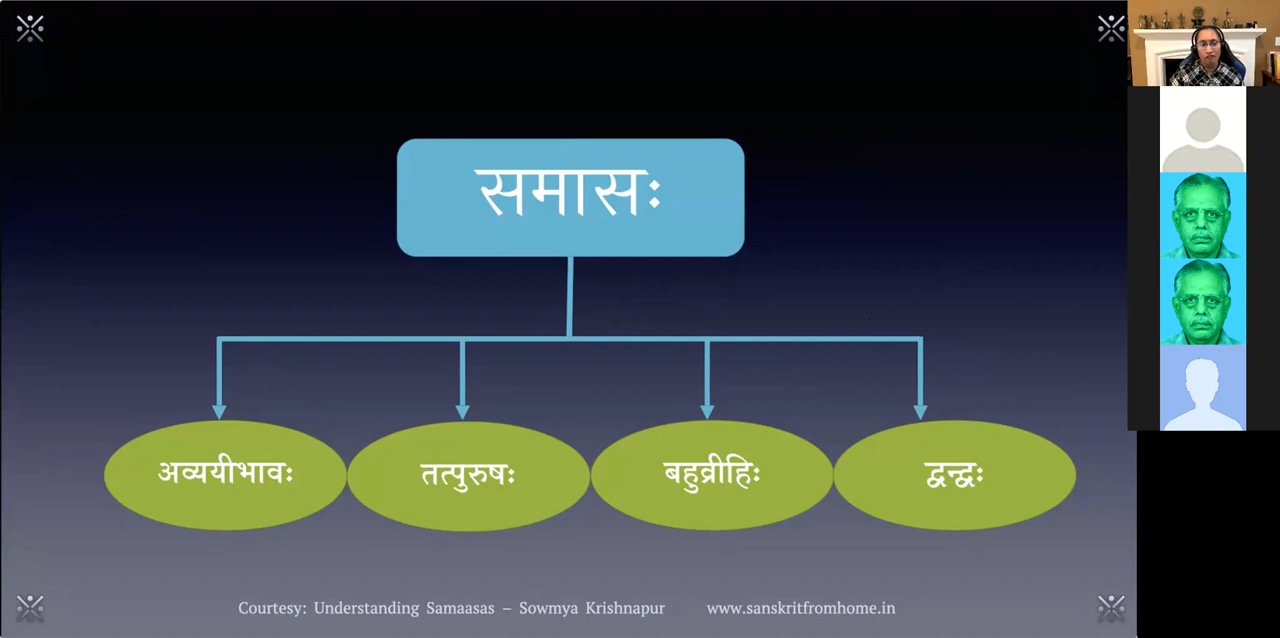 समासः
अव्ययीभावः
तत्पुरुषः
बहुव्रीहिः
द्वन्द्वः
Courtesy: Understanding Samaasas – Sowmya Krishnapur www.sanskritfromhome.in